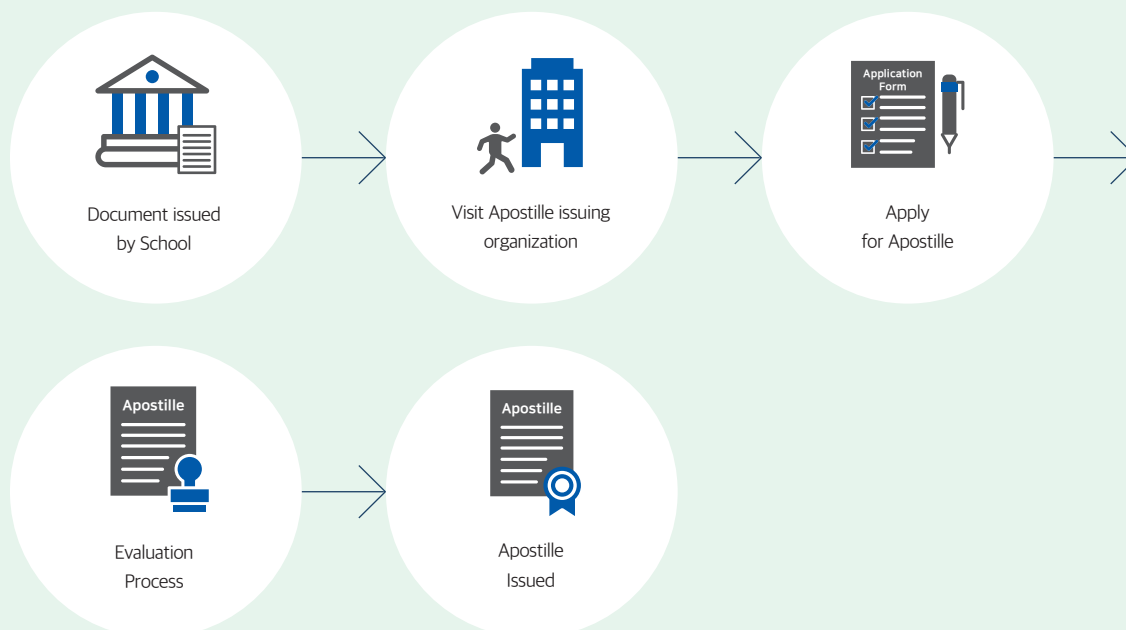 Document issued
by School
Visit Apostille issuing
organization
Application
Form
Apply
for Apostille
Apostille
Evaluation
Process
Apostille
Apostille
Issued